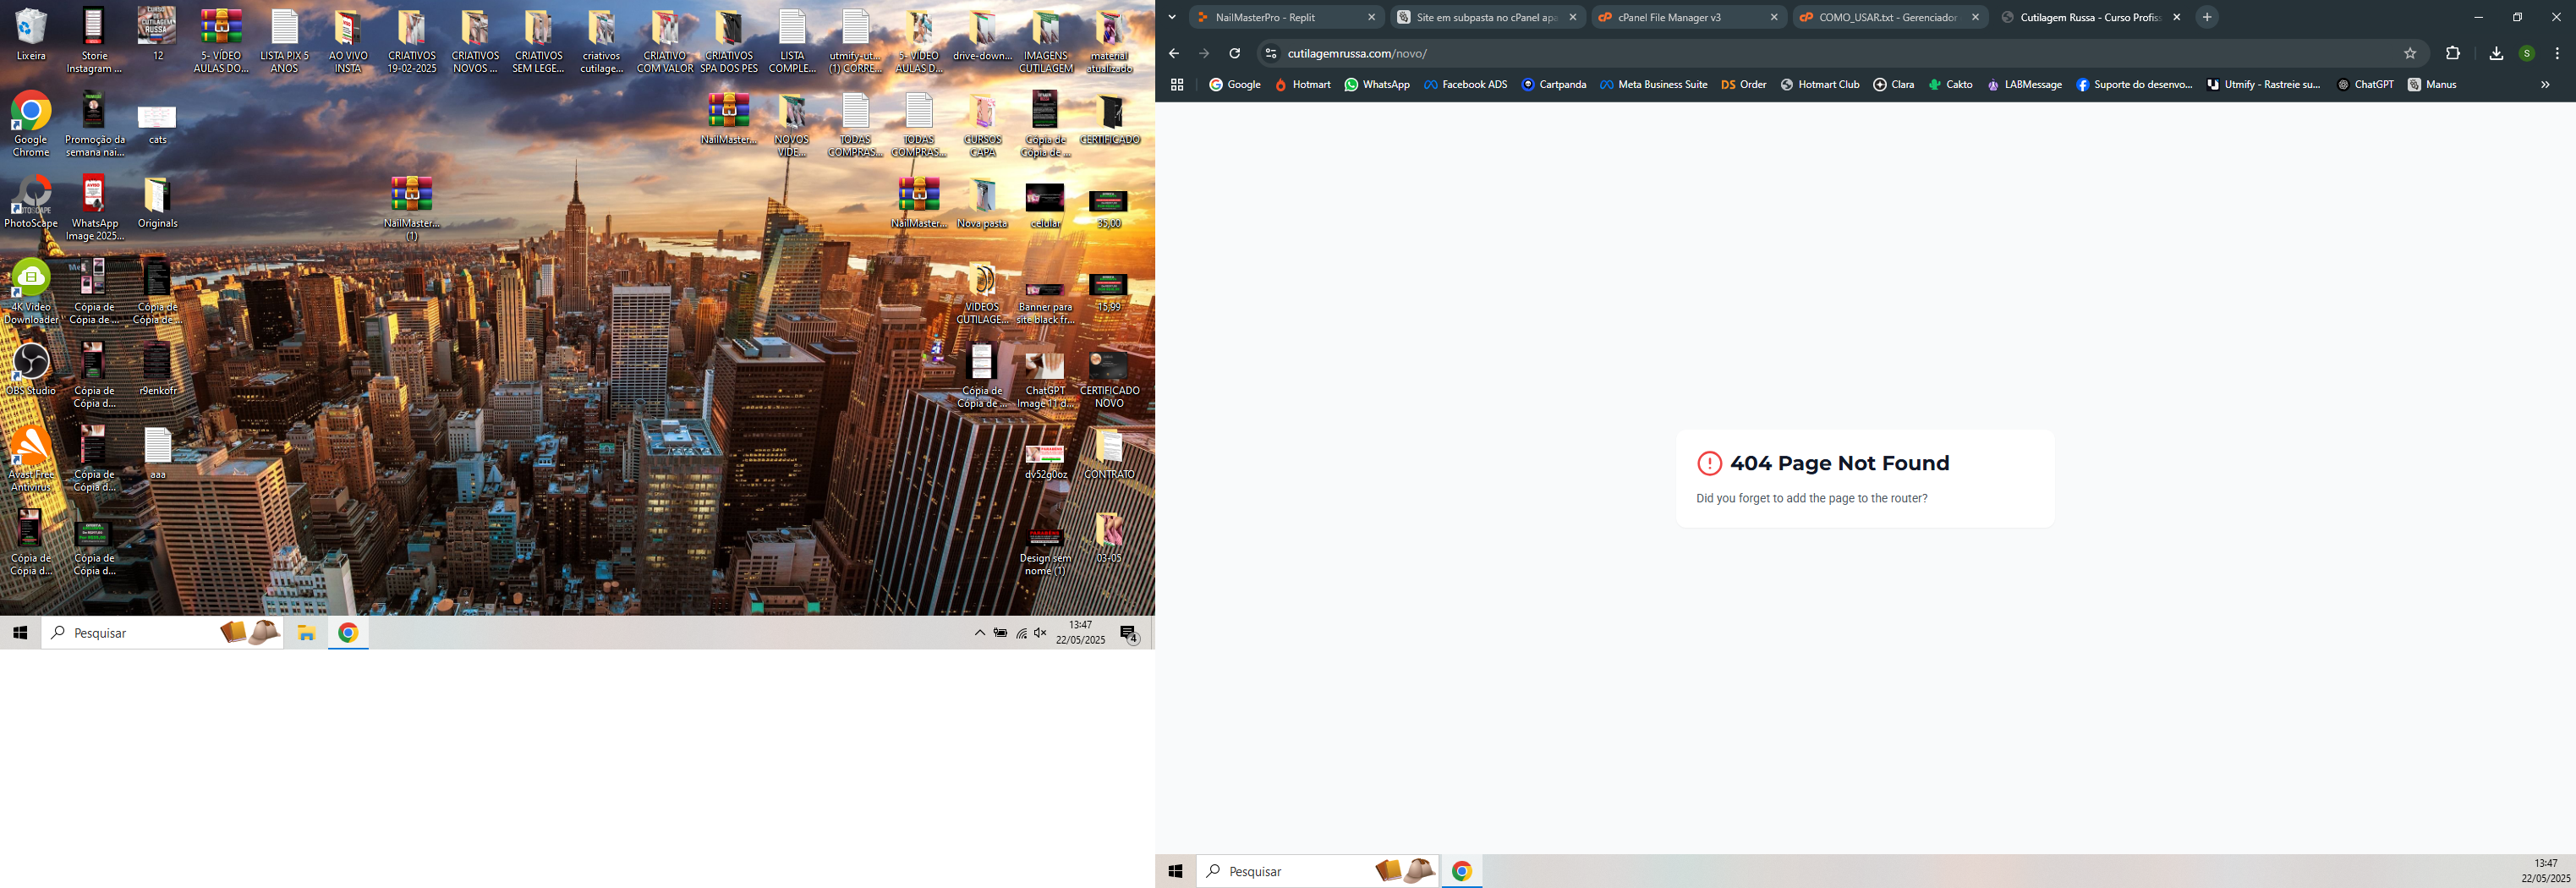 Lixeira
Storie
Instagram ...
12
5- VÍDEO
AULAS DO...
LISTA PIX 5
ANOS
AO VIVO
INSTA
CRIATIVOS
19-02-2025
CRIATIVOS
NOVOS ...
CRIATIVOS
SEM LEGE...
criativos
cutilage...
CRIATIVO
COM VALOR
CRIATIVOS
SPA DOS PES
LISTA
COMPLE...
utmify-ut...
(1) CORRE...
5- VÍDEO
AULAS D...
drive-down...
IMAGENS
CUTILAGEM
material
atualizado
Google
Chrome
Promoção da
semana nai...
cats
NailMaster...
NOVOS
VIDE...
TODAS
COMPRAS...
TODAS
COMPRAS...
CURSOS
CAPA
Cópia de
Cópia de ...
CERTIFICADO
PhotoScape
WhatsApp
Image 2025...
Originals
NailMaster...
(1)
NailMaster...
Nova pasta
celular
35,00
4K Video
Downloader
Cópia de
Cópia de ...
Cópia de
Cópia de ...
VIDEOS
CUTILAGE...
Banner para
site black fr...
15,99
OBS Studio
Cópia de
Cópia d...
r9enkofr
Cópia de
Cópia de ...
ChatGPT
Image 11 d...
CERTIFICADO
NOVO
Avast Free
Antivirus
Cópia de
Cópia d...
aaa
dv52g0oz
CONTRATO
Cópia de
Cópia d...
Cópia de
Cópia d...
Design sem
nome (1)
03-05
Pesquisar
13:47
22/05/2025
4
NailMasterPro - Replit
Site em subpasta no cPanel apa
cPanel File Manager v3
COMO_USAR.txt - Gerenciador
Cutilagem Russa - Curso Profiss
cutilagemrussa.com/novo/
S
Google
Hotmart
WhatsApp
Facebook ADS
Cartpanda
Meta Business Suite
DS Order
Hotmart Club
Clara
Cakto
LABMessage
Suporte do desenvo...
Utmify - Rastreie su...
ChatGPT
Manus
404 Page Not Found
Did you forget to add the page to the router?
Pesquisar
13:47
22/05/2025